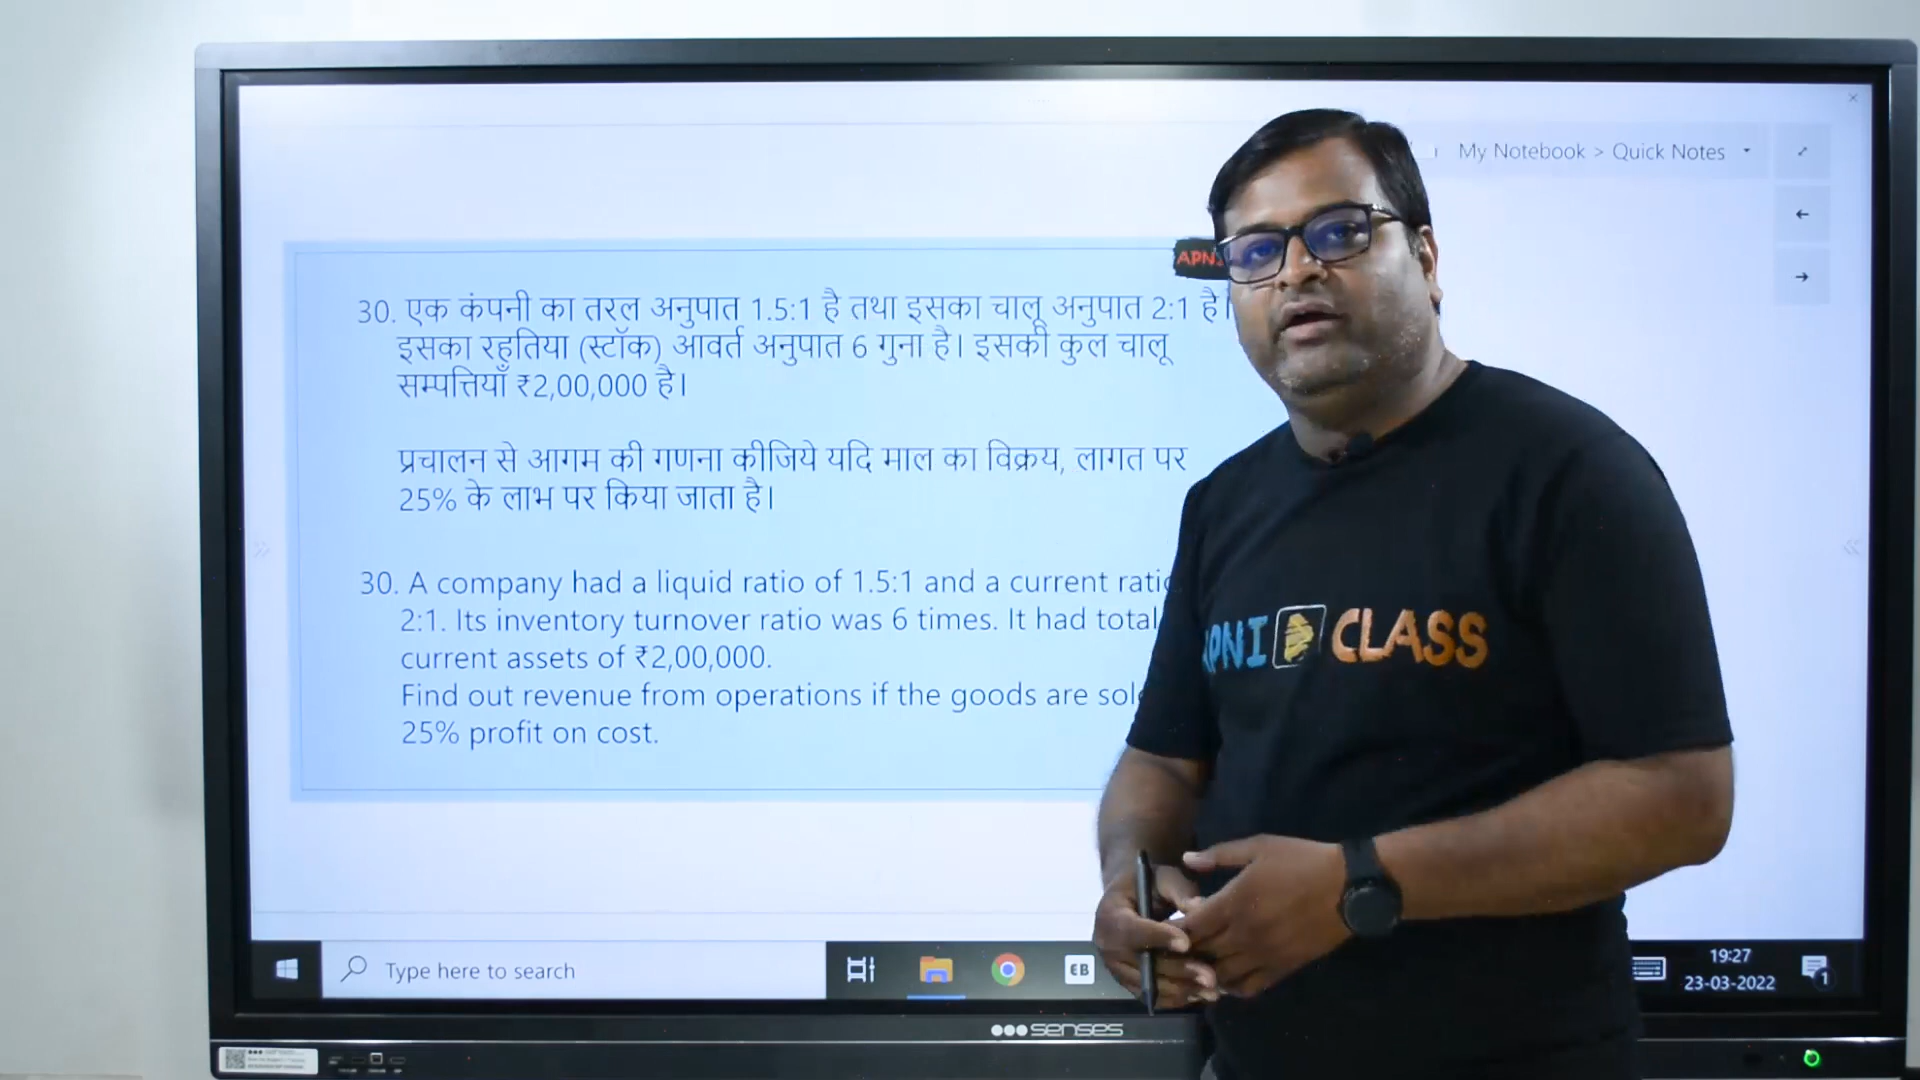 My Notebook > Quick Notes
APN
30. एक कंपनी का तरल अनुपात 1.5:1 है तथा इसका चालू अनुपात 2:1 है।
इसका रहतिया (स्टॉक) आवर्त अनुपात 6 गुना है। इसकी कुल चालू
सम्पत्तियाँ ₹2,00,000 है।
प्रचालन से आगम की गणना कीजिये यदि माल का विक्रय, लागत पर
25% के लाभ पर किया जाता है।
30. A company had a liquid ratio of 1.5:1 and a current ratio
2:1. Its inventory turnover ratio was 6 times. It had total
current assets of ₹2,00,000.
Find out revenue from operations if the goods are sol
25% profit on cost.
APNI CLASS
Type here to search
EB
19:27
23-03-2022
1
senses